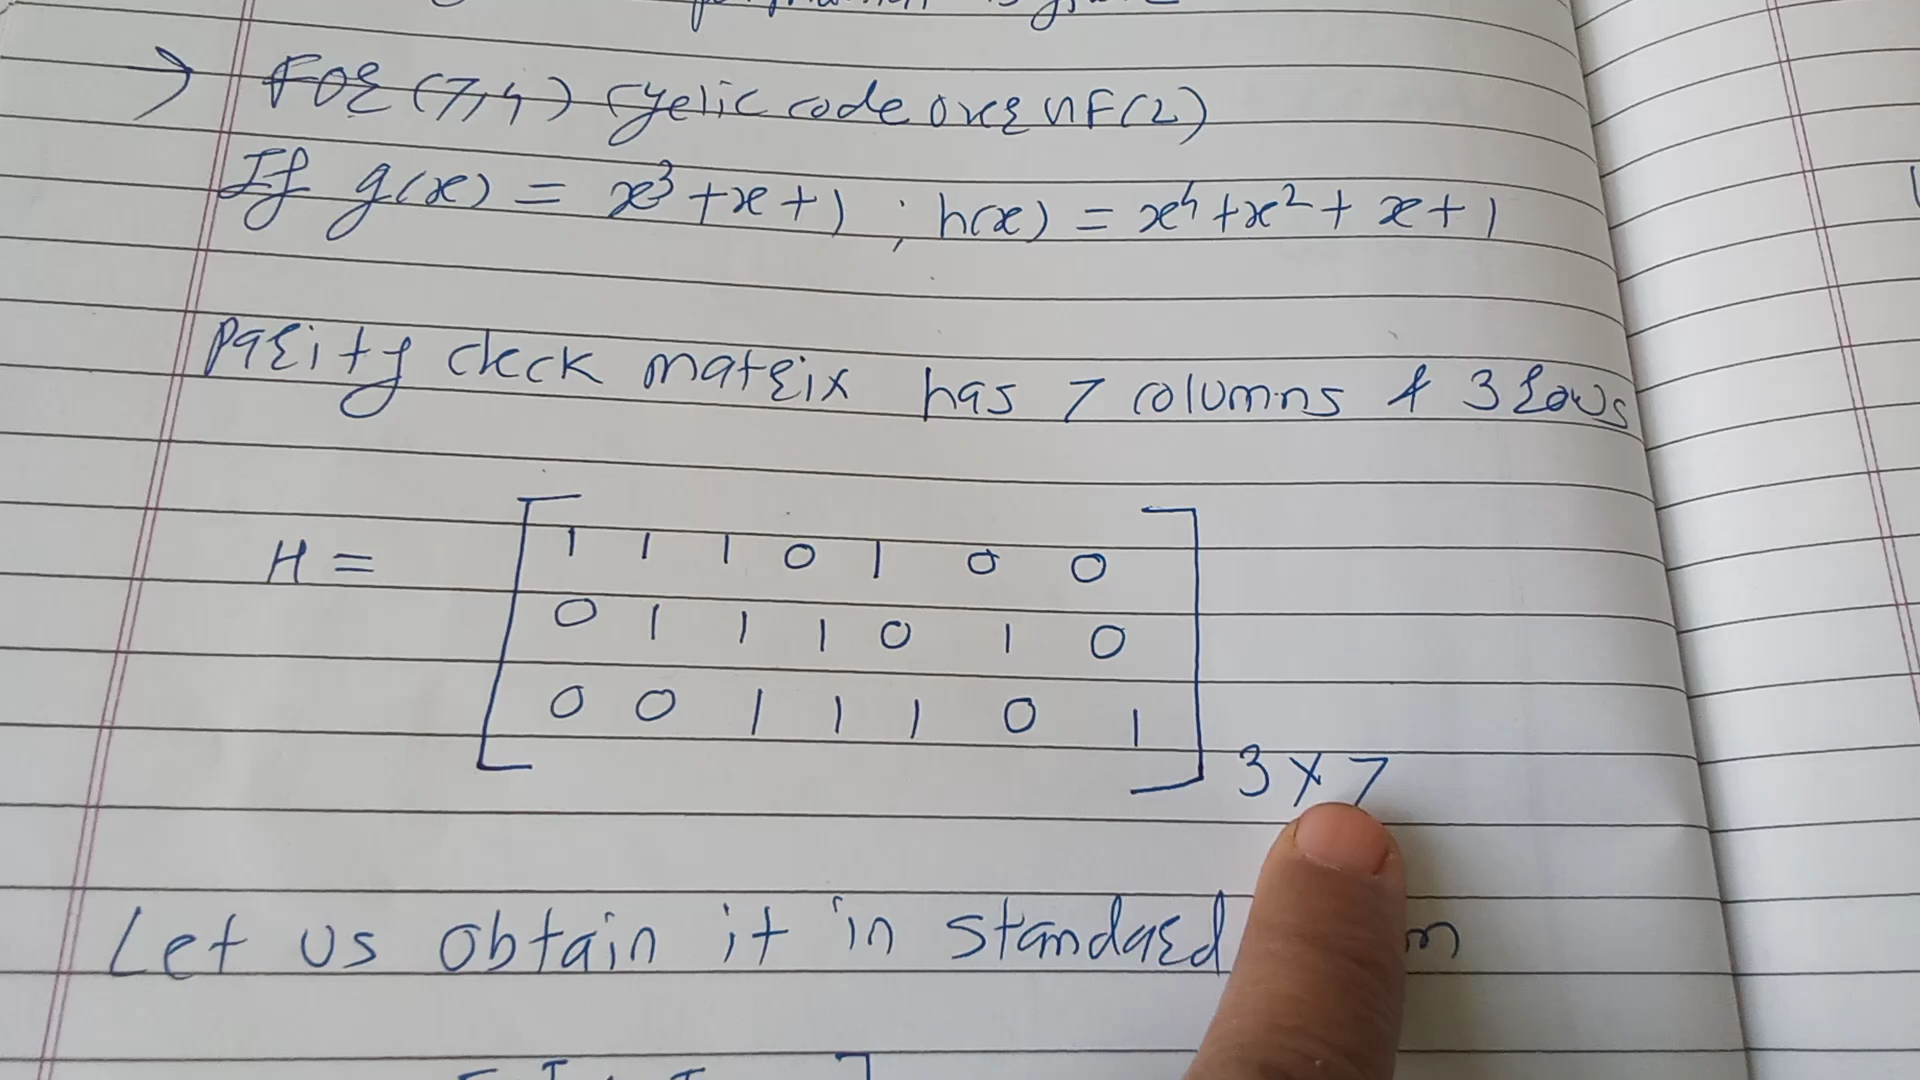 → For (7,4) cyclic code over GF(2)
If g(x) = x³+x+1 ; h(x) = x⁴+x²+x+1
Parity check matrix has 7 columns & 3 rows
H =
1 1 1 0 1 0 0
0 1 1 1 0 1 0
0 0 1 1 1 0 1
3×7
Let us obtain it in standard